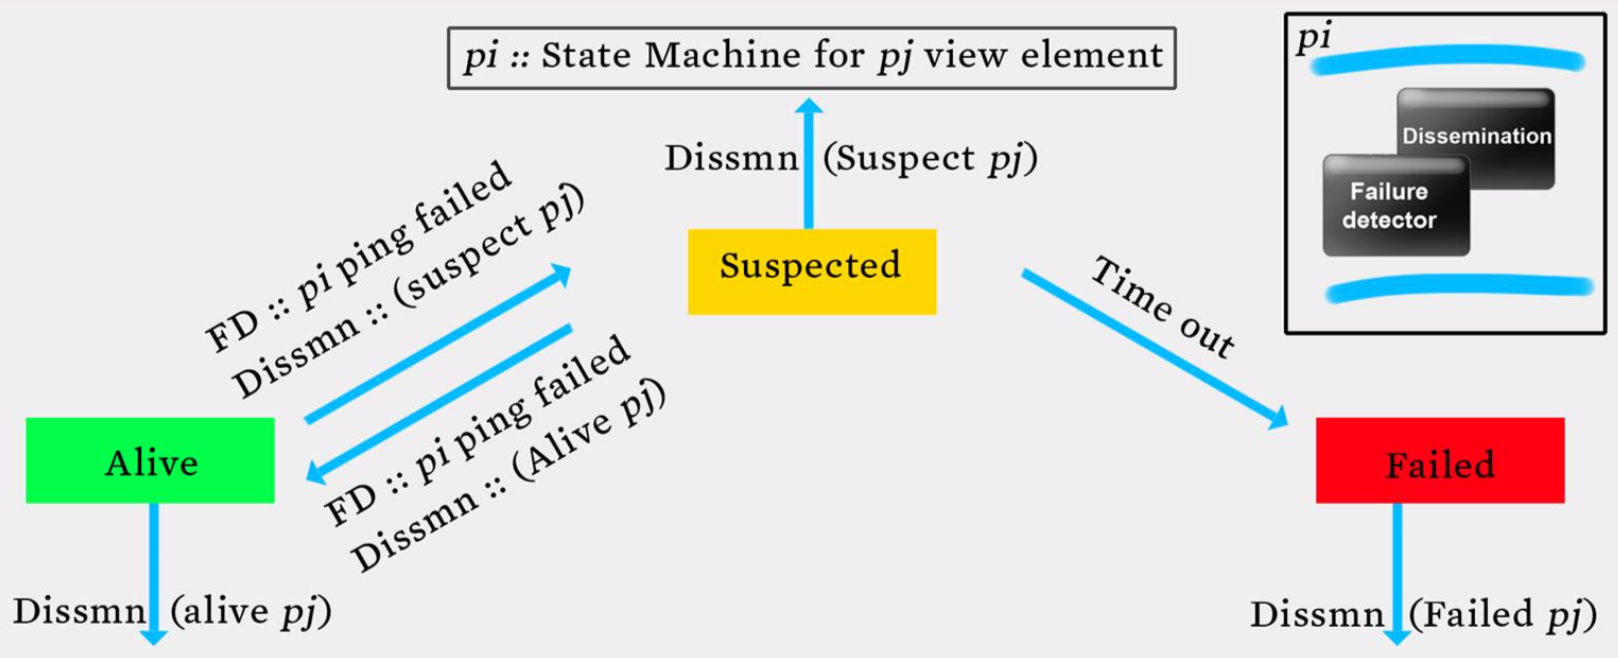 pi :: State Machine for pj view element
pi
Dissemination
Failure
detector
Dissmn (Suspect pj)
FD :: pi ping failed
Dissmn :: (suspect pj)
Suspected
Time out
FD :: pi ping failed
Dissmn :: (Alive pj)
Alive
Failed
Dissmn (alive pj)
Dissmn (Failed pj)